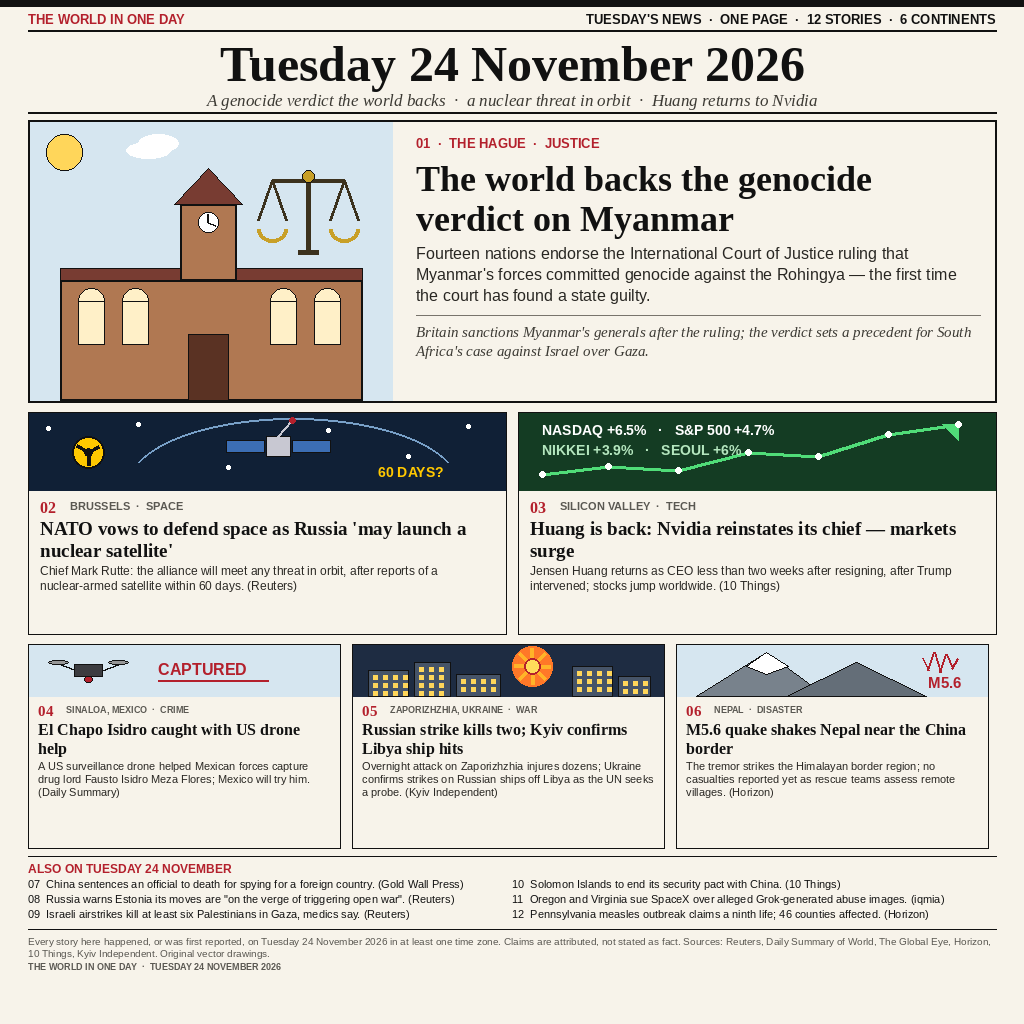 THE WORLD IN ONE DAY
TUESDAY'S NEWS · ONE PAGE · 12 STORIES · 6 CONTINENTS
Tuesday 24 November 2026
A genocide verdict the world backs · a nuclear threat in orbit · Huang returns to Nvidia
01 · THE HAGUE · JUSTICE
The world backs the genocide
verdict on Myanmar
Fourteen nations endorse the International Court of Justice ruling that
Myanmar's forces committed genocide against the Rohingya — the first time
the court has found a state guilty.
Britain sanctions Myanmar's generals after the ruling; the verdict sets a precedent for South
Africa's case against Israel over Gaza.
60 DAYS?
02 BRUSSELS · SPACE
NATO vows to defend space as Russia 'may launch a
nuclear satellite'
Chief Mark Rutte: the alliance will meet any threat in orbit, after reports of a
nuclear-armed satellite within 60 days. (Reuters)
NASDAQ +6.5% · S&P 500 +4.7%
NIKKEI +3.9% · SEOUL +6%
03 SILICON VALLEY · TECH
Huang is back: Nvidia reinstates its chief — markets
surge
Jensen Huang returns as CEO less than two weeks after resigning, after Trump
intervened; stocks jump worldwide. (10 Things)
CAPTURED
04 SINALOA, MEXICO · CRIME
El Chapo Isidro caught with US drone
help
A US surveillance drone helped Mexican forces capture
drug lord Fausto Isidro Meza Flores; Mexico will try him.
(Daily Summary)
05 ZAPORIZHZHIA, UKRAINE · WAR
Russian strike kills two; Kyiv confirms
Libya ship hits
Overnight attack on Zaporizhzhia injures dozens; Ukraine
confirms strikes on Russian ships off Libya as the UN seeks
a probe. (Kyiv Independent)
M5.6
06 NEPAL · DISASTER
M5.6 quake shakes Nepal near the China
border
The tremor strikes the Himalayan border region; no
casualties reported yet as rescue teams assess remote
villages. (Horizon)
ALSO ON TUESDAY 24 NOVEMBER
07 China sentences an official to death for spying for a foreign country. (Gold Wall Press)
08 Russia warns Estonia its moves are "on the verge of triggering open war". (Reuters)
09 Israeli airstrikes kill at least six Palestinians in Gaza, medics say. (Reuters)
10 Solomon Islands to end its security pact with China. (10 Things)
11 Oregon and Virginia sue SpaceX over alleged Grok-generated abuse images. (iqmia)
12 Pennsylvania measles outbreak claims a ninth life; 46 counties affected. (Horizon)
Every story here happened, or was first reported, on Tuesday 24 November 2026 in at least one time zone. Claims are attributed, not stated as fact. Sources: Reuters, Daily Summary of World, The Global Eye, Horizon,
10 Things, Kyiv Independent. Original vector drawings.
THE WORLD IN ONE DAY · TUESDAY 24 NOVEMBER 2026